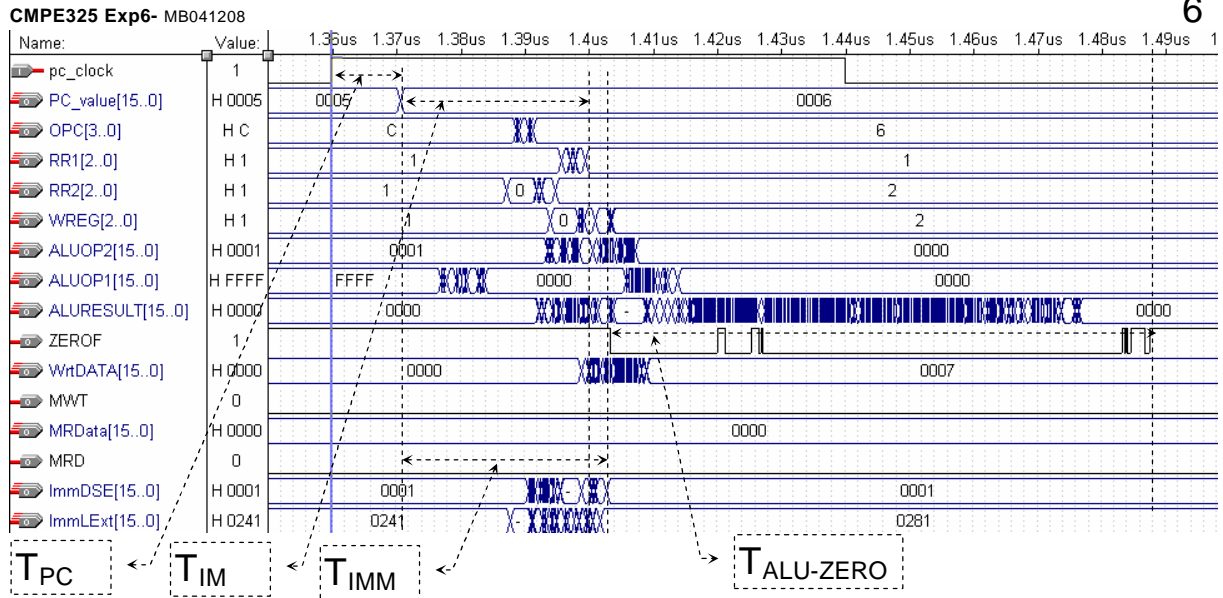 CMPE325 Exp6- MB041208
6
Name: Value: 1.36us 1.37us 1.38us 1.39us 1.40us 1.41us 1.42us 1.43us 1.44us 1.45us 1.46us 1.47us 1.48us 1.49us 1
pc_clock 1
PC_value[15..0] H 0005 0005 0006
OPC[3..0] H C C 6
RR1[2..0] H 1 1 1
RR2[2..0] H 1 1 0 2
WREG[2..0] H 1 1 0 2
ALUOP2[15..0] H 0001 0001 0000
ALUOP1[15..0] H FFFF FFFF 0000 0000
ALURESULT[15..0] H 0000 0000 - 0000
ZEROF 1
WrtDATA[15..0] H 0000 0000 0007
MWT 0
MRData[15..0] H 0000 0000
MRD 0
ImmDSE[15..0] H 0001 0001 - 0001
ImmLExt[15..0] H 0241 0241 - 0281
TPC TIM TIMM TALU-ZERO